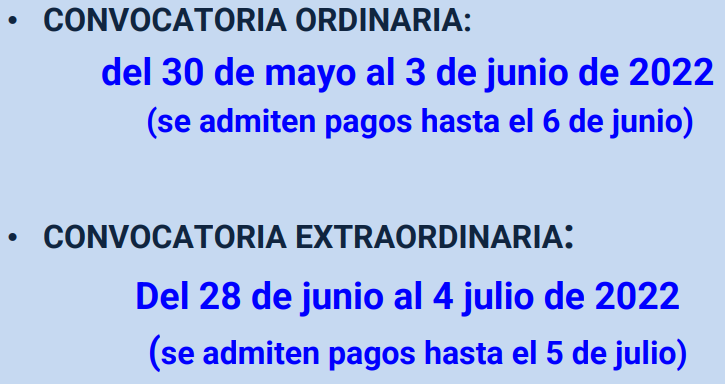 • CONVOCATORIA ORDINARIA:
del 30 de mayo al 3 de junio de 2022
(se admiten pagos hasta el 6 de junio)
• CONVOCATORIA EXTRAORDINARIA:
Del 28 de junio al 4 julio de 2022
(se admiten pagos hasta el 5 de julio)